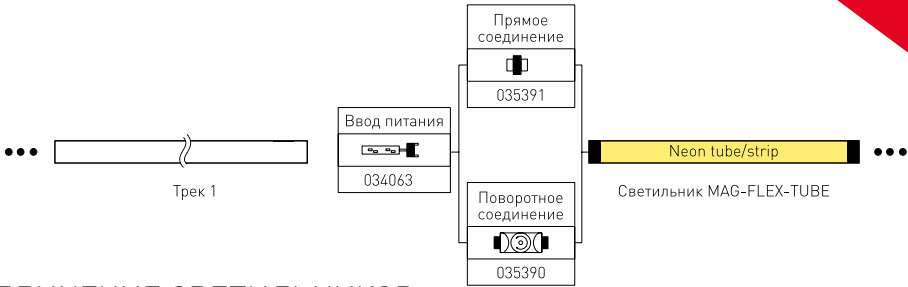 Прямое
соединение
035391
Ввод питания
034063
Neon tube/strip
Трек 1
Светильник MAG-FLEX-TUBE
Поворотное
соединение
035390